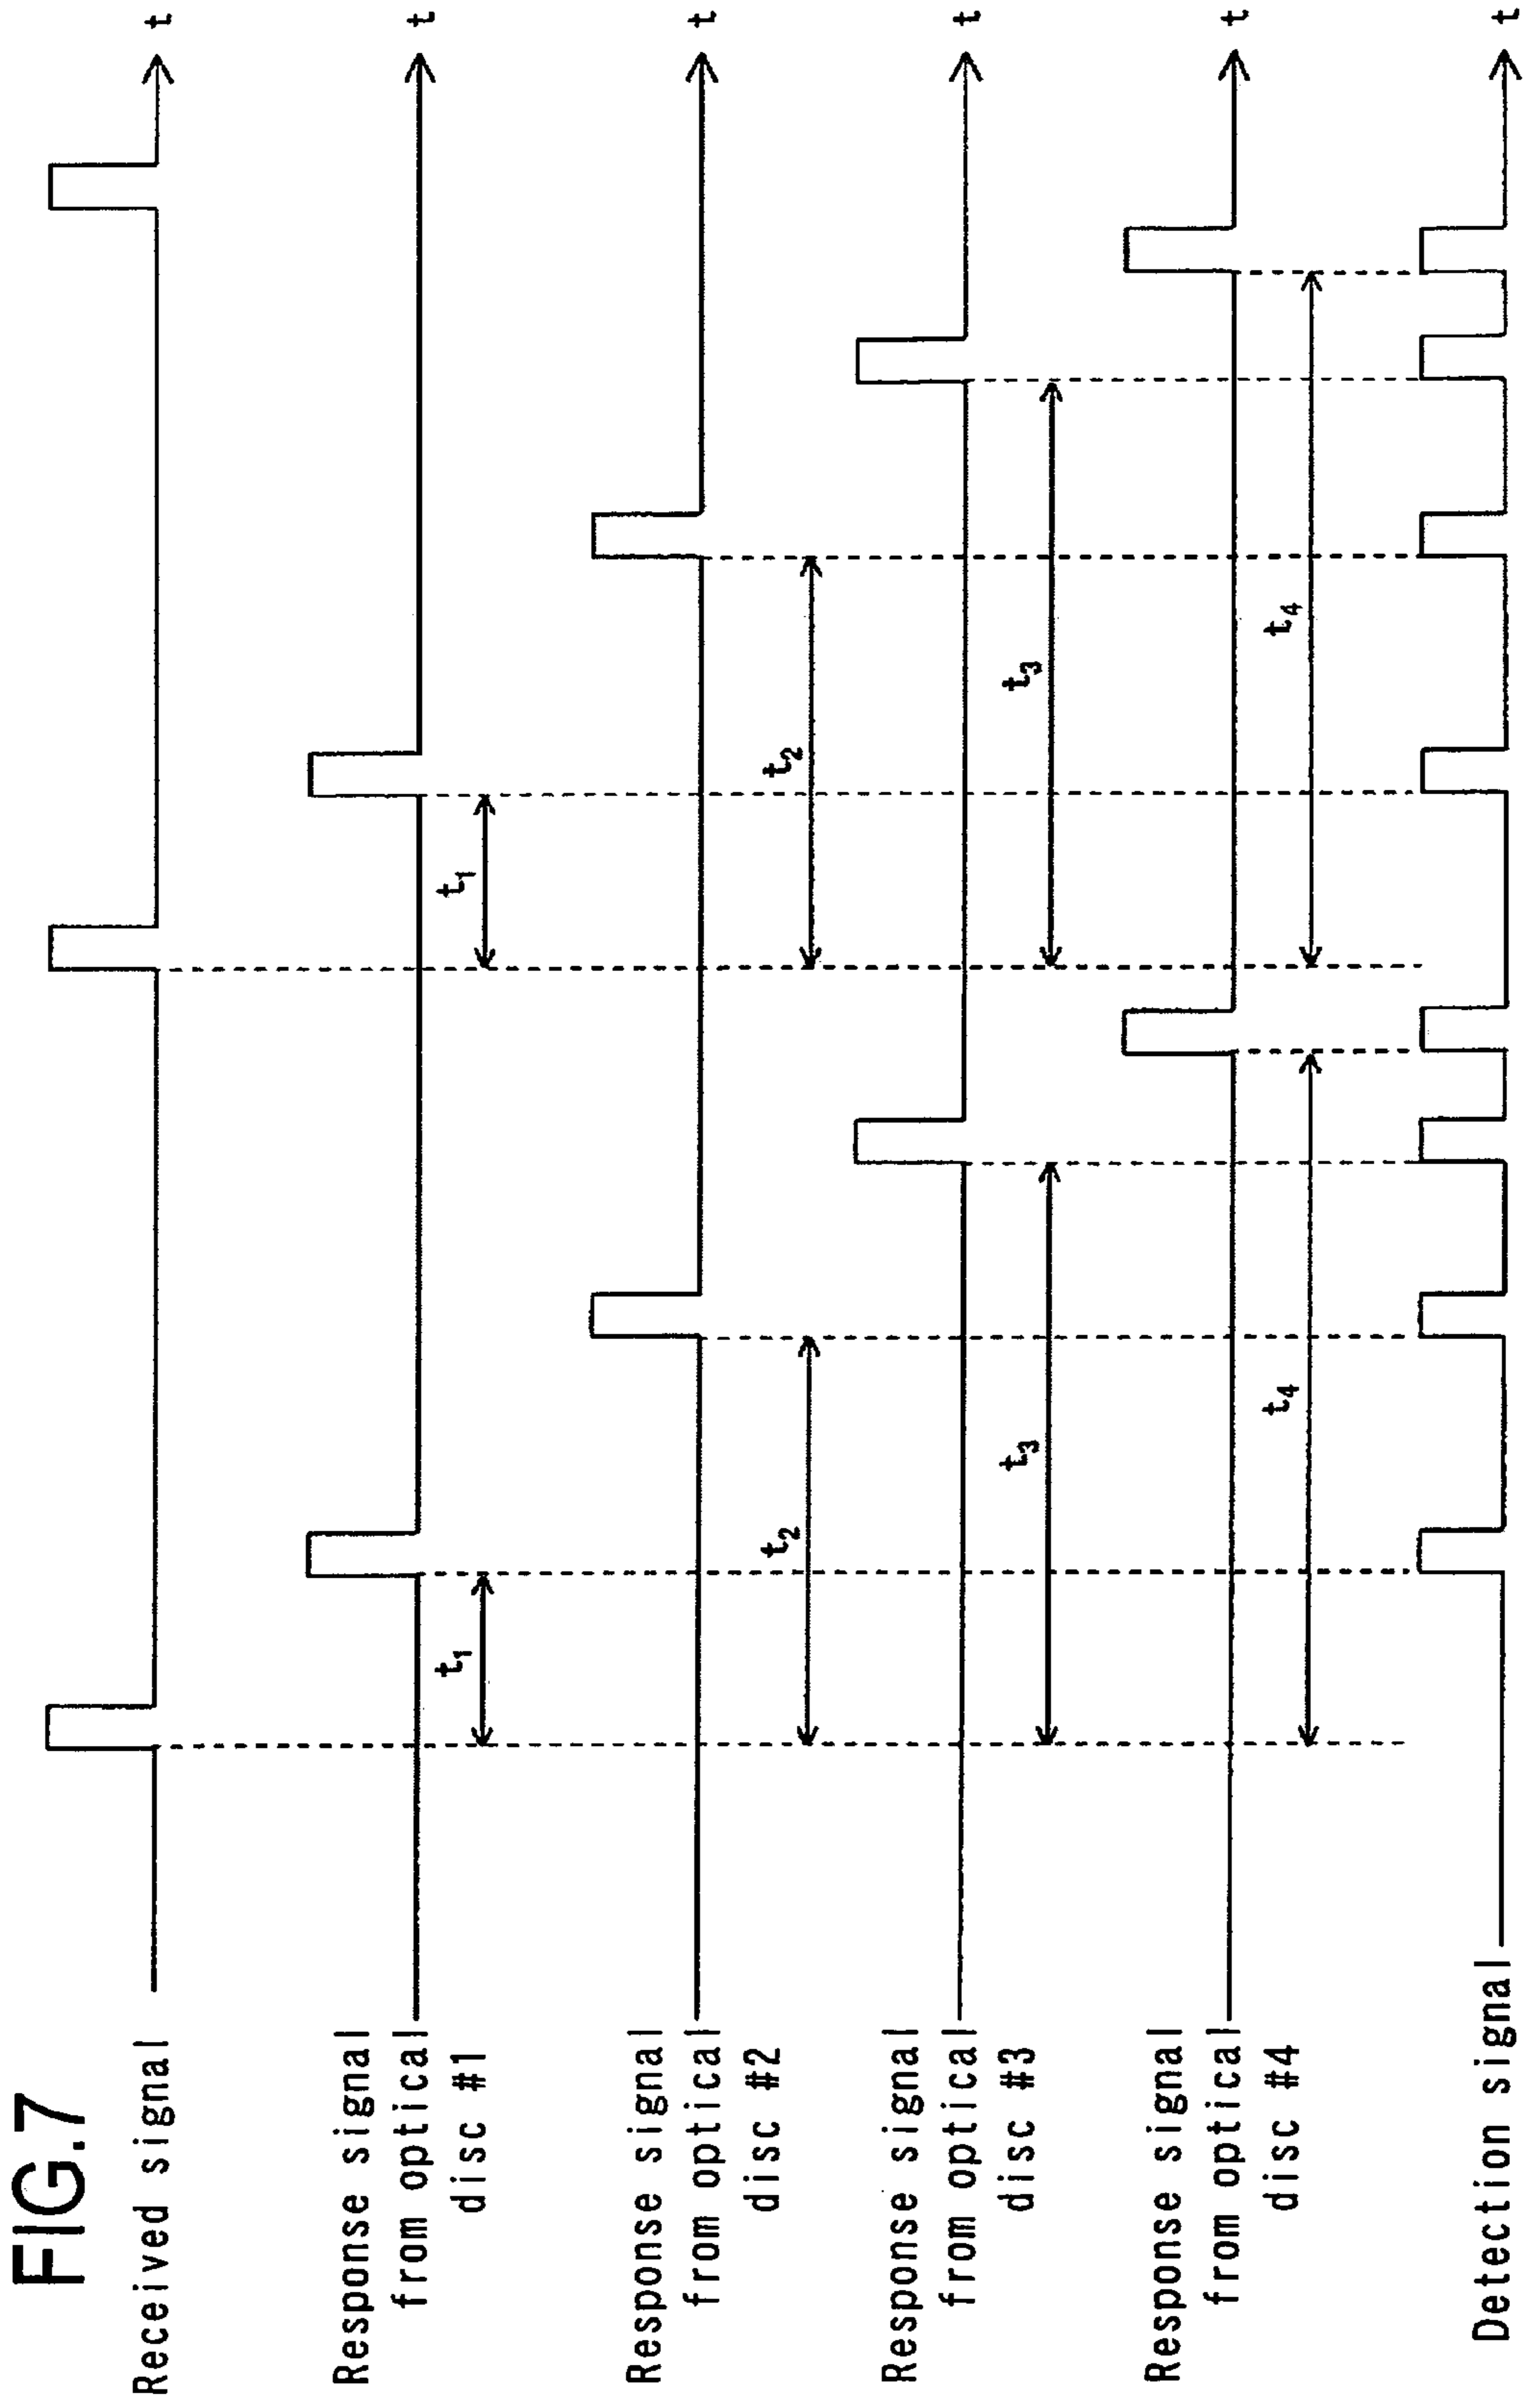 FIG.7
Received signal
t
Response signal
from optical
disc #1
t
t₁
t₁
Response signal
from optical
disc #2
t
t₂
t₂
Response signal
from optical
disc #3
t
t₃
t₃
Response signal
from optical
disc #4
t
t₄
t₄
Detection signal
t